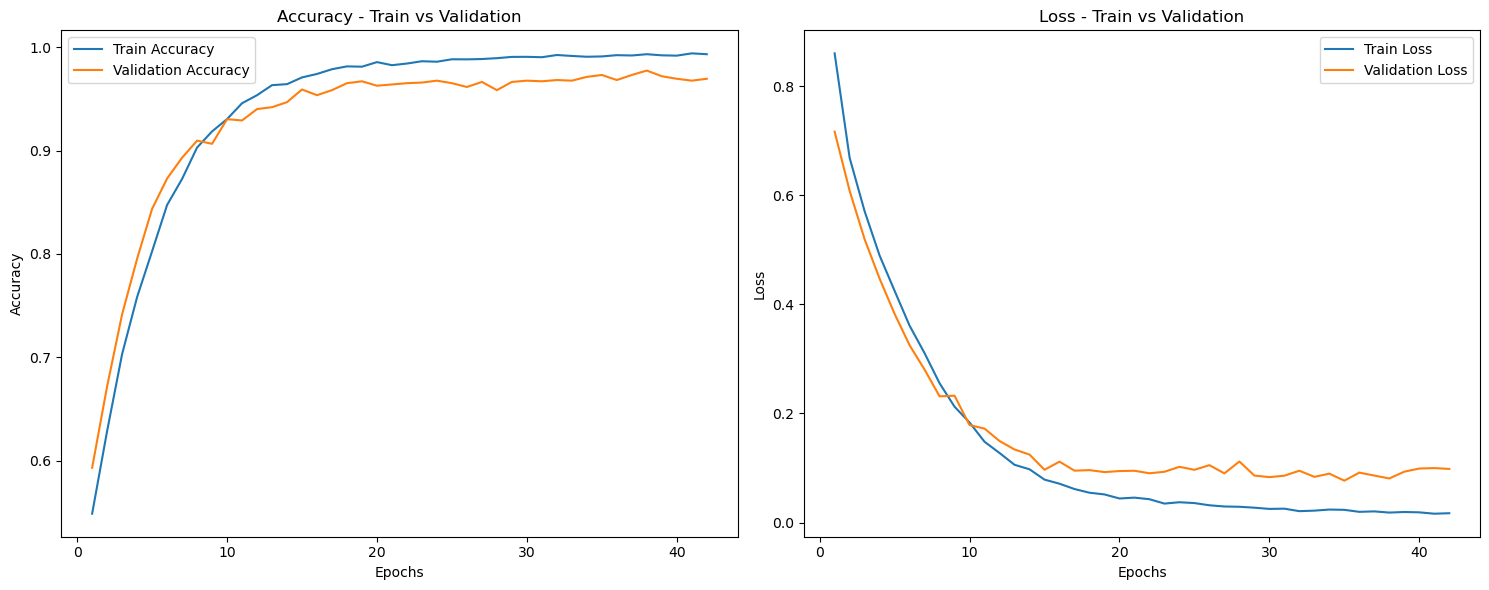 Accuracy - Train vs Validation
Train Accuracy
Validation Accuracy
1.0
0.9
0.8
0.7
0.6
Accuracy
0
10
20
30
40
Epochs
Loss - Train vs Validation
Train Loss
Validation Loss
0.8
0.6
0.4
0.2
0.0
Loss
0
10
20
30
40
Epochs